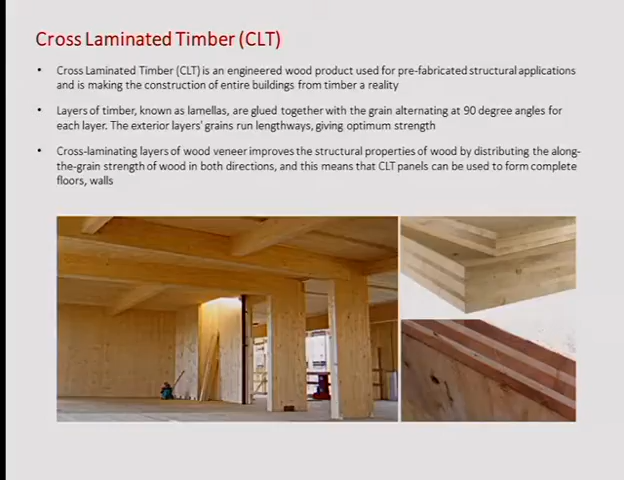 Cross Laminated Timber (CLT)
• Cross Laminated Timber (CLT) is an engineered wood product used for pre-fabricated structural applications
and is making the construction of entire buildings from timber a reality
• Layers of timber, known as lamellas, are glued together with the grain alternating at 90 degree angles for
each layer. The exterior layers' grains run lengthways, giving optimum strength
• Cross-laminating layers of wood veneer improves the structural properties of wood by distributing the along-
the-grain strength of wood in both directions, and this means that CLT panels can be used to form complete
floors, walls